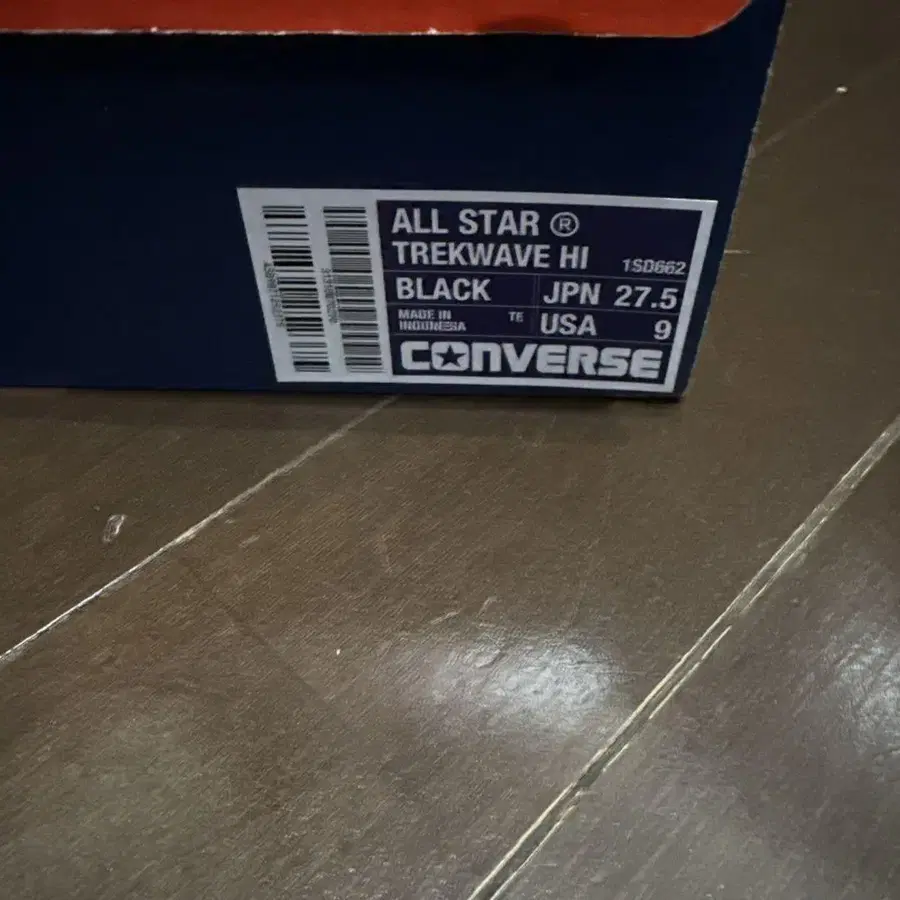 ALL STAR ®
TREKWAVE HI 1SD662
BLACK JPN 27.5
MADE IN INDONESIA TE USA 9
CONVERSE